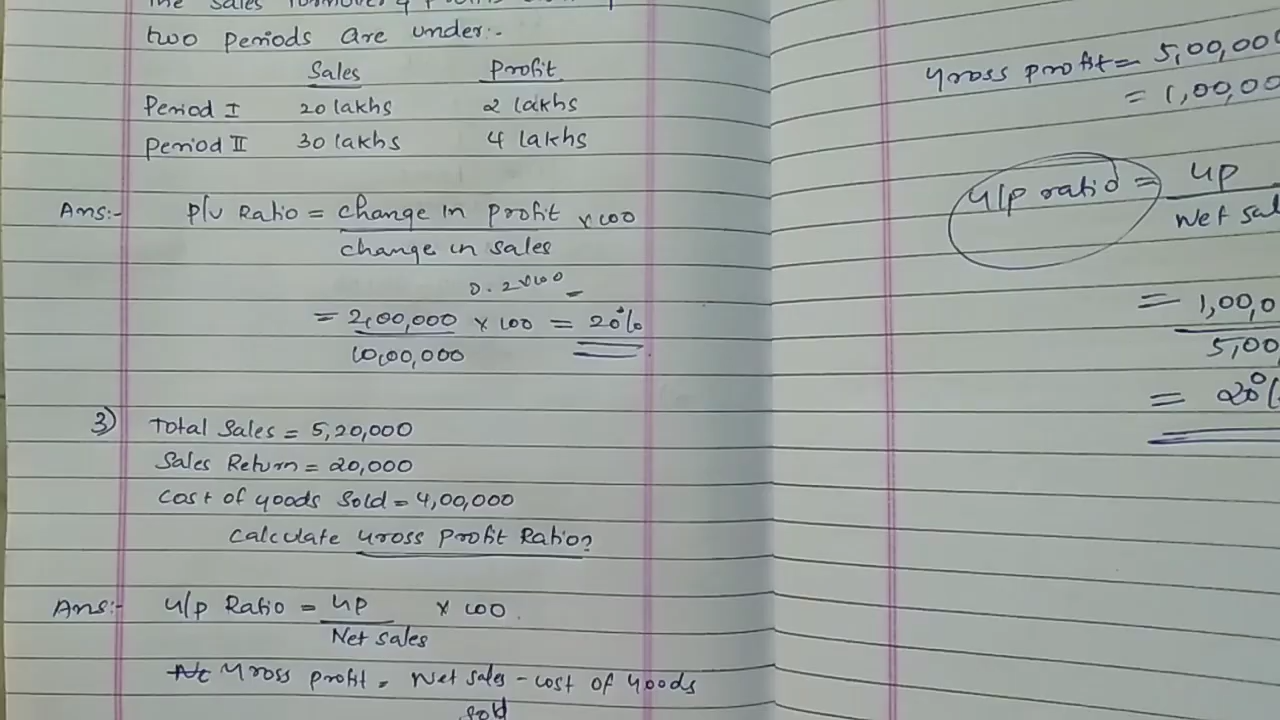 The Sales
two periods are under:-
Sales Profit
Period I 20 lakhs 2 lakhs
Period II 30 lakhs 4 lakhs
Ans:- P/V Ratio = change in profit x 100
change in sales
0.2x100
= 2,00,000 x 100 = 20%
10,00,000
3) Total Sales = 5,20,000
Sales Return = 20,000
Cost of goods sold = 4,00,000
Calculate Gross Profit Ratio?
Ans:- G/p Ratio = GP x 100
Net sales
Gross profit = Net sales - cost of goods
sold
Gross profit = 5,00,000
= 1,00,00
G/p ratio = GP
Net sal
= 1,00,0
5,00
= 20%